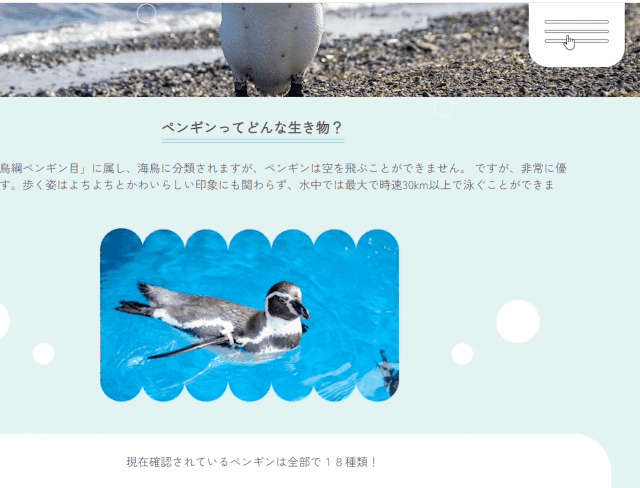 ペンギンってどんな生き物？
鳥綱ペンギン目」に属し、海鳥に分類されますが、ペンギンは空を飛ぶことができません。 ですが、非常に優
す。歩く姿はよちよちとかわいらしい印象にも関わらず、水中では最大で時速30km以上で泳ぐことができま
現在確認されているペンギンは全部で１８種類！